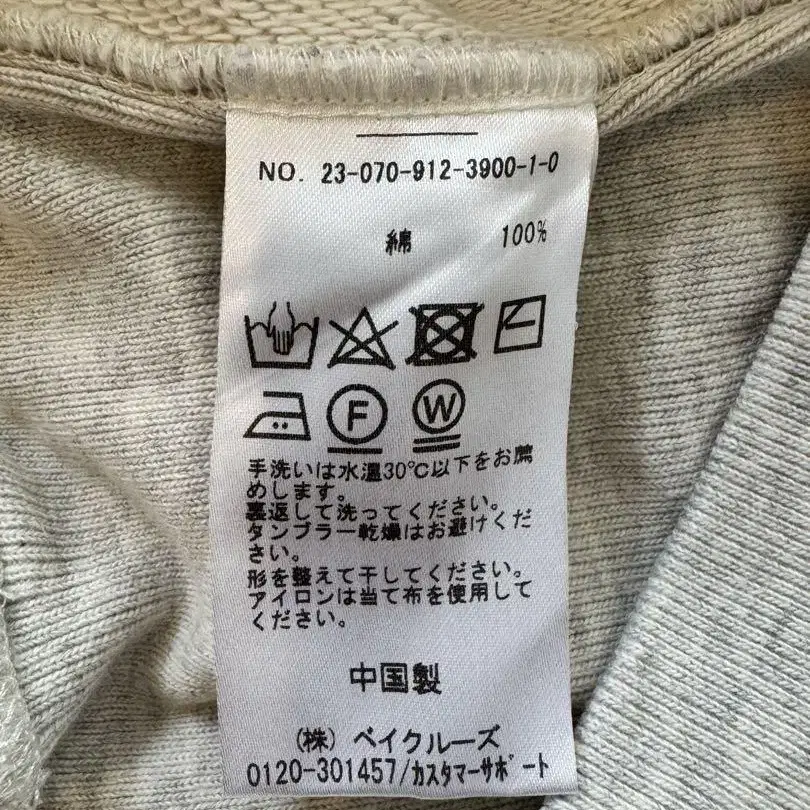 NO. 23-070-912-3900-1-0
綿 100%
F W
手洗いは水温30℃以下をお薦
めします。
裏返して洗ってください。
タンブラー乾燥はお避けくだ
さい。
形を整えて干してください。
アイロンは当て布を使用して
ください。
中国製
(株) ベイクルーズ
0120-301457/カスタマーサポート